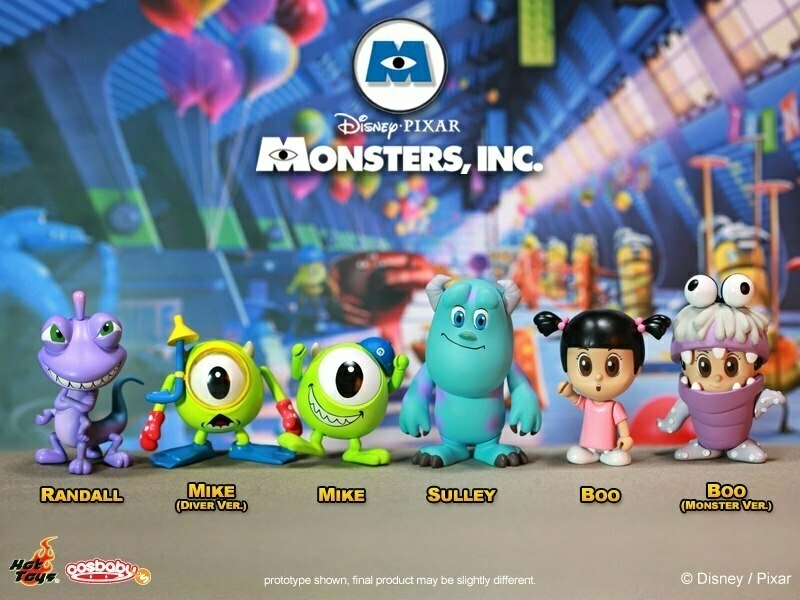 M
Disney·PIXAR
MONSTERS, INC.
RANDALL
MIKE
(DIVER VER.)
MIKE
SULLEY
BOO
BOO
(MONSTER VER.)
Hot
Toys.
cosbaby
prototype shown, final product may be slightly different.
© Disney / Pixar